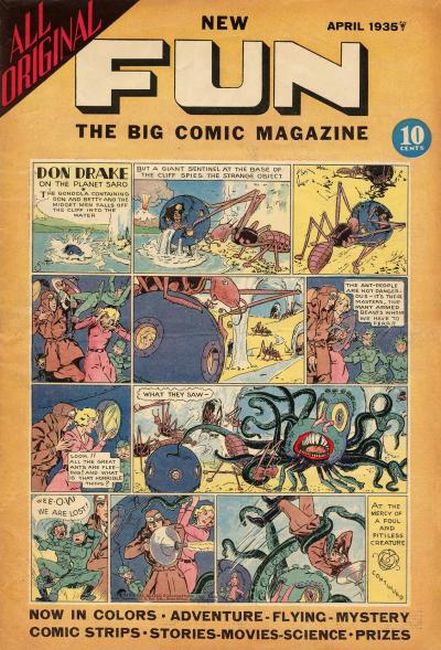 ALL
ORIGINAL
NEW
APRIL 1935
FUN
THE BIG COMIC MAGAZINE
10
CENTS
DON DRAKE
ON THE PLANET SARO
THE GONDOLA CONTAINING
DON AND BETTY AND THE
MIDGET MEN FALLS OFF
THE CLIFF INTO THE
WATER
BUT A GIANT SENTINEL AT THE BASE OF
THE CLIFF SPIES THE STRANGE OBJECT
THE ANT-PEOPLE
ARE NOT DANGER-
OUS-IT'S THEIR
MASTERS, THE
MANY ARMED
BEASTS WHOM
WE HAVE TO
FEAR!!
LOOK!!
ALL THE GREAT
ANTS ARE FLEE-
ING! AND WHAT
IS THAT HORRIBLE
THING?
WHAT THEY SAW-
WEE-OW
WE ARE LOST!
AT THE
MERCY OF
A FOUL
AND
PITILESS
CREATURE
CONTINUED
NOW IN COLORS • ADVENTURE-FLYING-MYSTERY
COMIC STRIPS • STORIES-MOVIES-SCIENCE • PRIZES